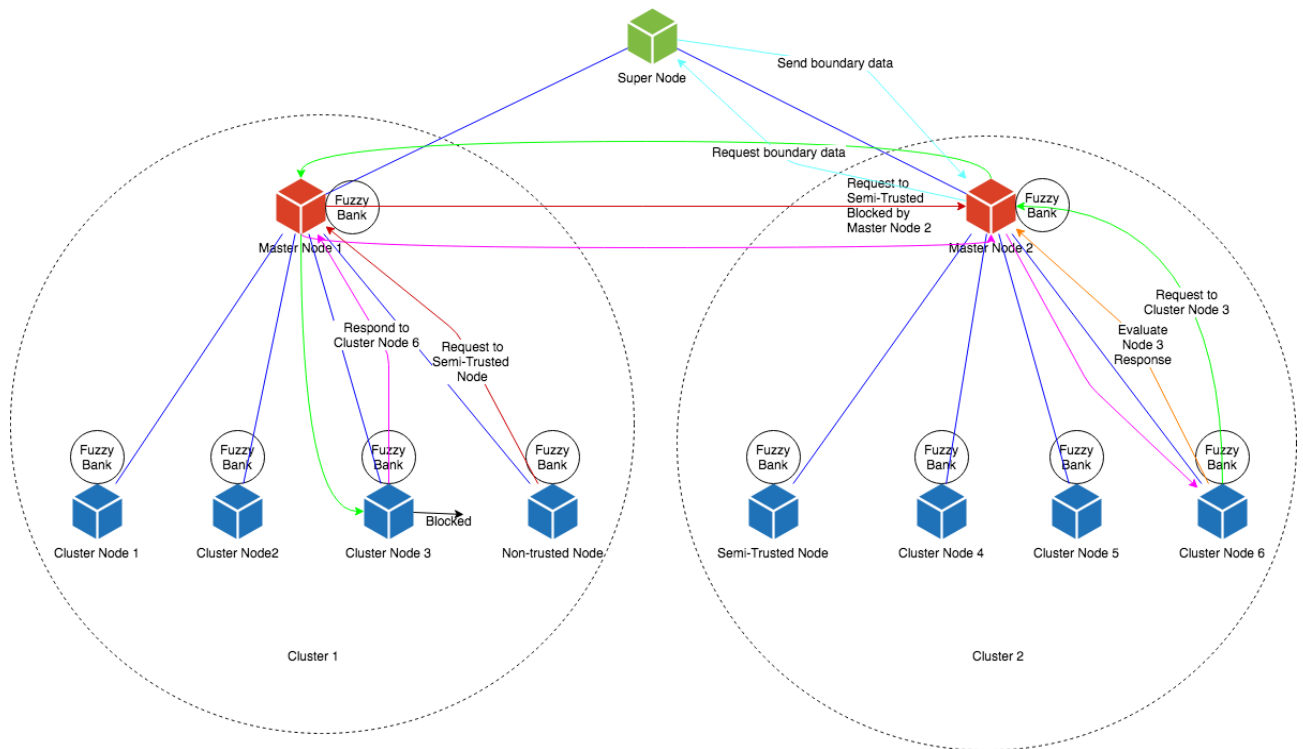 Super Node
Send boundary data
Request boundary data
Fuzzy
Bank
Master Node 1
Request to
Semi-Trusted
Blocked by
Master Node 2
Fuzzy
Bank
Master Node 2
Respond to
Cluster Node 6
Request to
Semi-Trusted
Node
Request to
Cluster Node 3
Evaluate
Node 3
Response
Fuzzy
Bank
Fuzzy
Bank
Fuzzy
Bank
Fuzzy
Bank
Fuzzy
Bank
Fuzzy
Bank
Fuzzy
Bank
Fuzzy
Bank
Blocked
Cluster Node 1
Cluster Node2
Cluster Node 3
Non-trusted Node
Semi-Trusted Node
Cluster Node 4
Cluster Node 5
Cluster Node 6
Cluster 1
Cluster 2